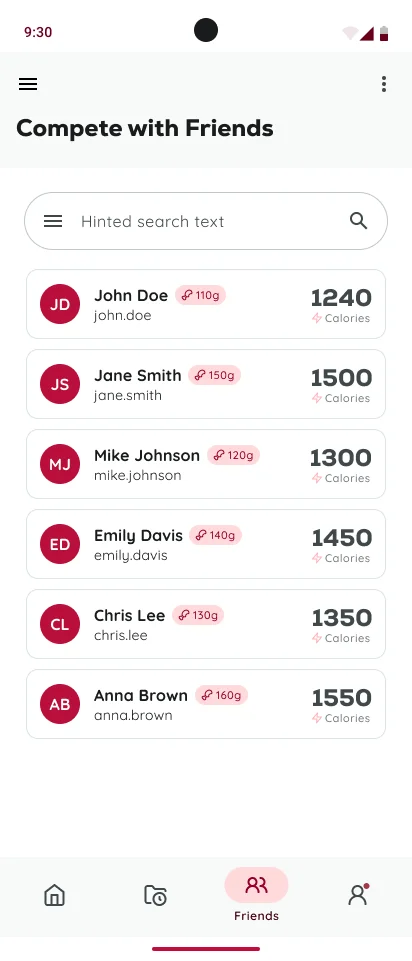 9:30
Compete with Friends
Hinted search text
JD John Doe 110g 1240
john.doe Calories
JS Jane Smith 150g 1500
jane.smith Calories
MJ Mike Johnson 120g 1300
mike.johnson Calories
ED Emily Davis 140g 1450
emily.davis Calories
CL Chris Lee 130g 1350
chris.lee Calories
AB Anna Brown 160g 1550
anna.brown Calories
Friends